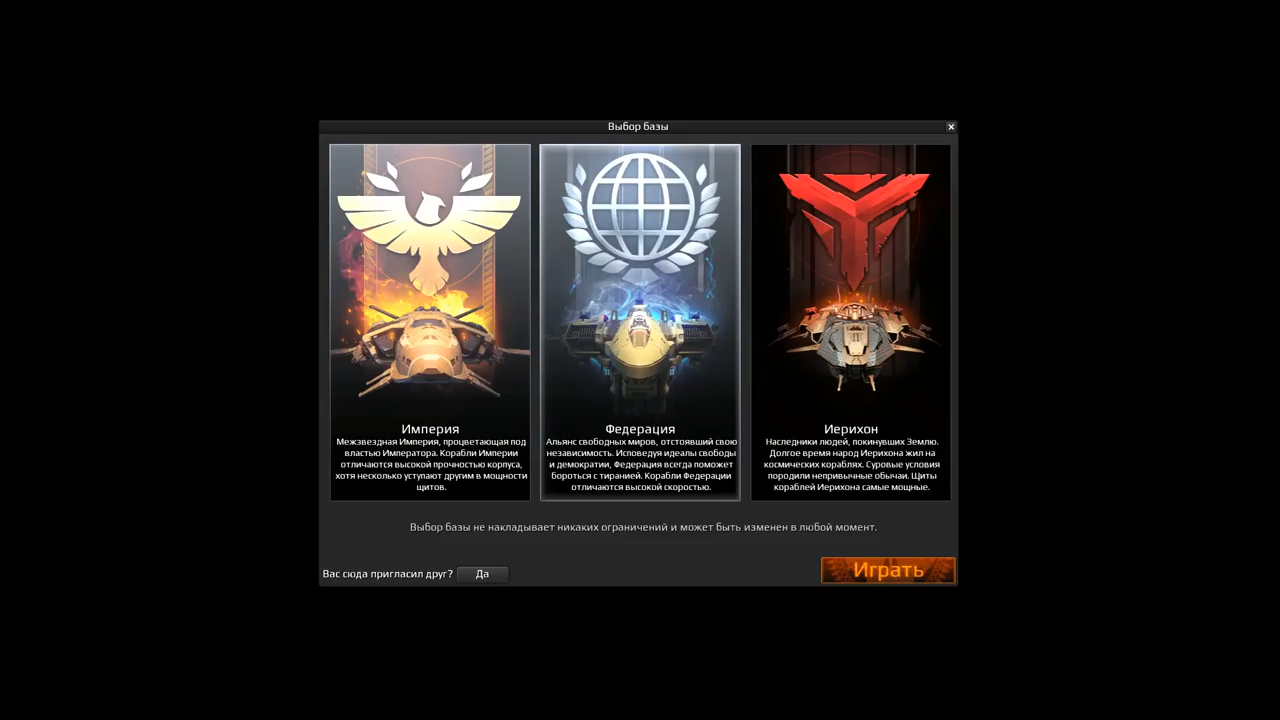 Выбор базы
Империя
Межзвездная Империя, процветающая под
властью Императора. Корабли Империи
отличаются высокой прочностью корпуса,
хотя несколько уступают другим в мощности
щитов.
Федерация
Альянс свободных миров, отстоявший свою
независимость. Исповедуя идеалы свободы
и демократии, Федерация всегда поможет
бороться с тиранией. Корабли Федерации
отличаются высокой скоростью.
Иерихон
Наследники людей, покинувших Землю.
Долгое время народ Иерихона жил на
космических кораблях. Суровые условия
породили непривычные обычаи. Щиты
кораблей Иерихона самые мощные.
Выбор базы не накладывает никаких ограничений и может быть изменен в любой момент.
Вас сюда пригласил друг? Да
Играть